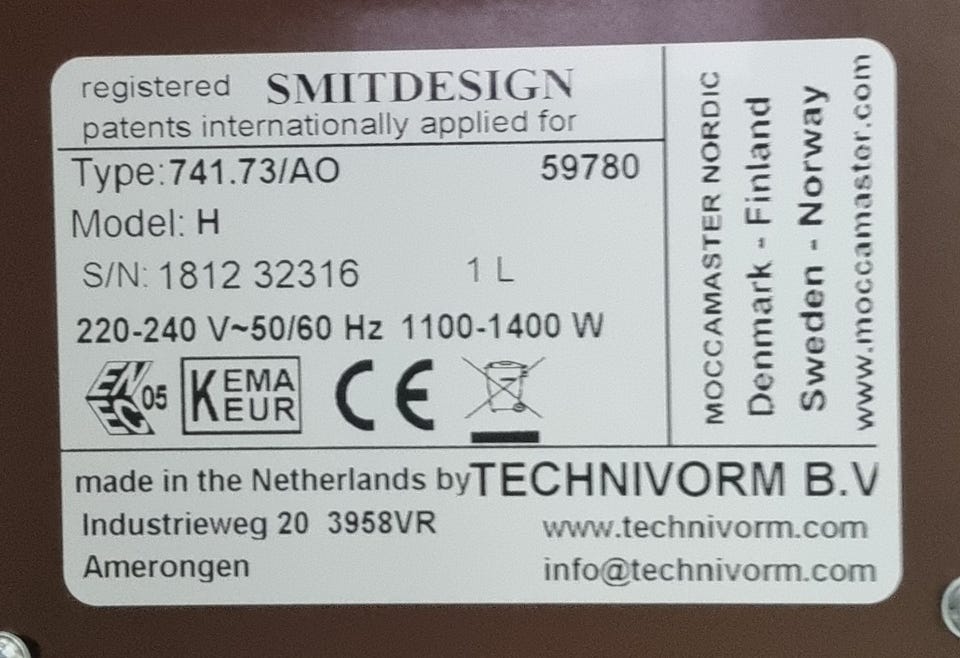 registered SMITDESIGN
patents internationally applied for
Type:741.73/AO 59780
Model: H
S/N: 1812 32316 1 L
220-240 V~50/60 Hz 1100-1400 W
EN
EC
05
KEMA
EUR
CE
made in the Netherlands by TECHNIVORM B.V
Industrieweg 20 3958VR www.technivorm.com
Amerongen info@technivorm.com
MOCCAMASTER NORDIC
Denmark - Finland
Sweden - Norway
www.moccamaster.com